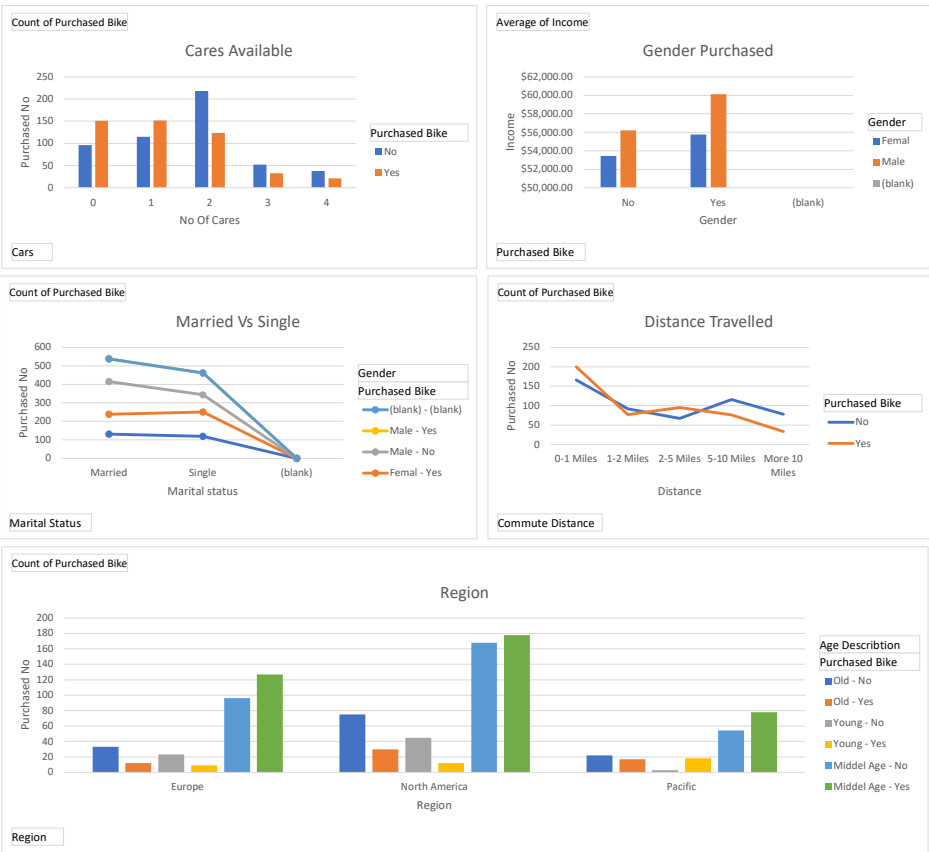 Count of Purchased Bike
Cares Available
250
200
150
100
50
0
Purchased No
0 1 2 3 4
No Of Cares
Purchased Bike
No
Yes
Cars
Average of Income
Gender Purchased
$62,000.00
$60,000.00
$58,000.00
$56,000.00
$54,000.00
$52,000.00
$50,000.00
Income
No Yes (blank)
Gender
Gender
Femal
Male
(blank)
Purchased Bike
Count of Purchased Bike
Married Vs Single
600
500
400
300
200
100
0
Purchased No
Married Single (blank)
Marital status
Gender
Purchased Bike
(blank) - (blank)
Male - Yes
Male - No
Femal - Yes
Marital Status
Count of Purchased Bike
Distance Travelled
250
200
150
100
50
0
Purchased No
0-1 Miles 1-2 Miles 2-5 Miles 5-10 Miles More 10
Miles
Distance
Purchased Bike
No
Yes
Commute Distance
Count of Purchased Bike
Region
200
180
160
140
120
100
80
60
40
20
0
Purchased No
Europe North America Pacific
Region
Age Describtion
Purchased Bike
Old - No
Old - Yes
Young - No
Young - Yes
Middel Age - No
Middel Age - Yes
Region